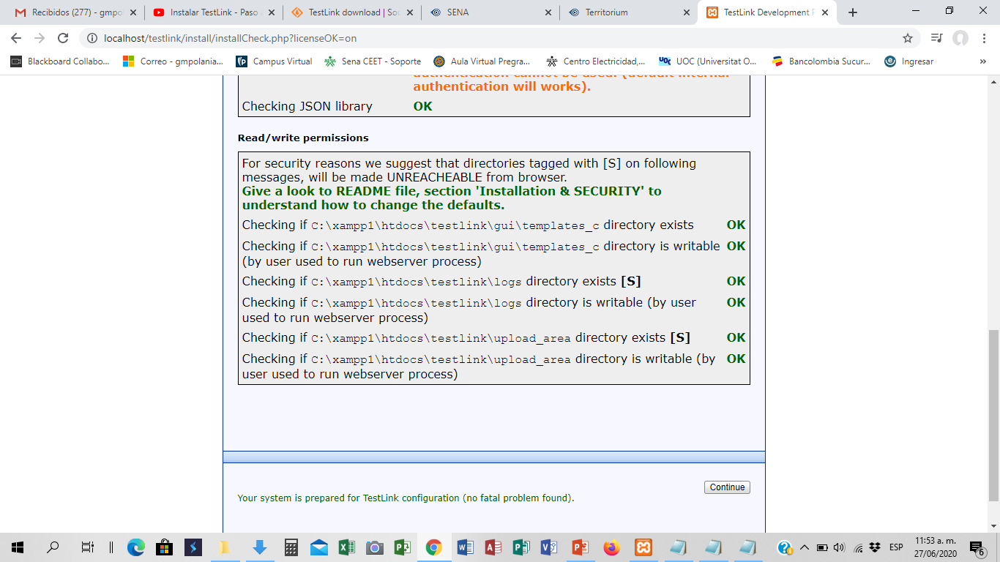 Recibidos (277) - gmpol
Instalar TestLink - Paso
TestLink download | Sou
SENA
Territorium
TestLink Development P
localhost/testlink/install/installCheck.php?licenseOK=on
Blackboard Collabo...
Correo - gmpolania...
Campus Virtual
Sena CEET - Soporte
Aula Virtual Pregra...
Centro Electricidad,...
UOC (Universitat O...
Bancolombia Sucur...
Ingresar
»
authentication cannot be used. (default internal
authentication will works).
Checking JSON library OK
Read/write permissions
For security reasons we suggest that directories tagged with [S] on following
messages, will be made UNREACHEABLE from browser.
Give a look to README file, section 'Installation & SECURITY' to
understand how to change the defaults.
Checking if C:\xampp1\htdocs\testlink\gui\templates_c directory exists OK
Checking if C:\xampp1\htdocs\testlink\gui\templates_c directory is writable OK
(by user used to run webserver process)
Checking if C:\xampp1\htdocs\testlink\logs directory exists [S] OK
Checking if C:\xampp1\htdocs\testlink\logs directory is writable (by user OK
used to run webserver process)
Checking if C:\xampp1\htdocs\testlink\upload_area directory exists [S] OK
Checking if C:\xampp1\htdocs\testlink\upload_area directory is writable (by OK
user used to run webserver process)
Continue
Your system is prepared for TestLink configuration (no fatal problem found).
ESP
11:53 a. m.
27/06/2020
6